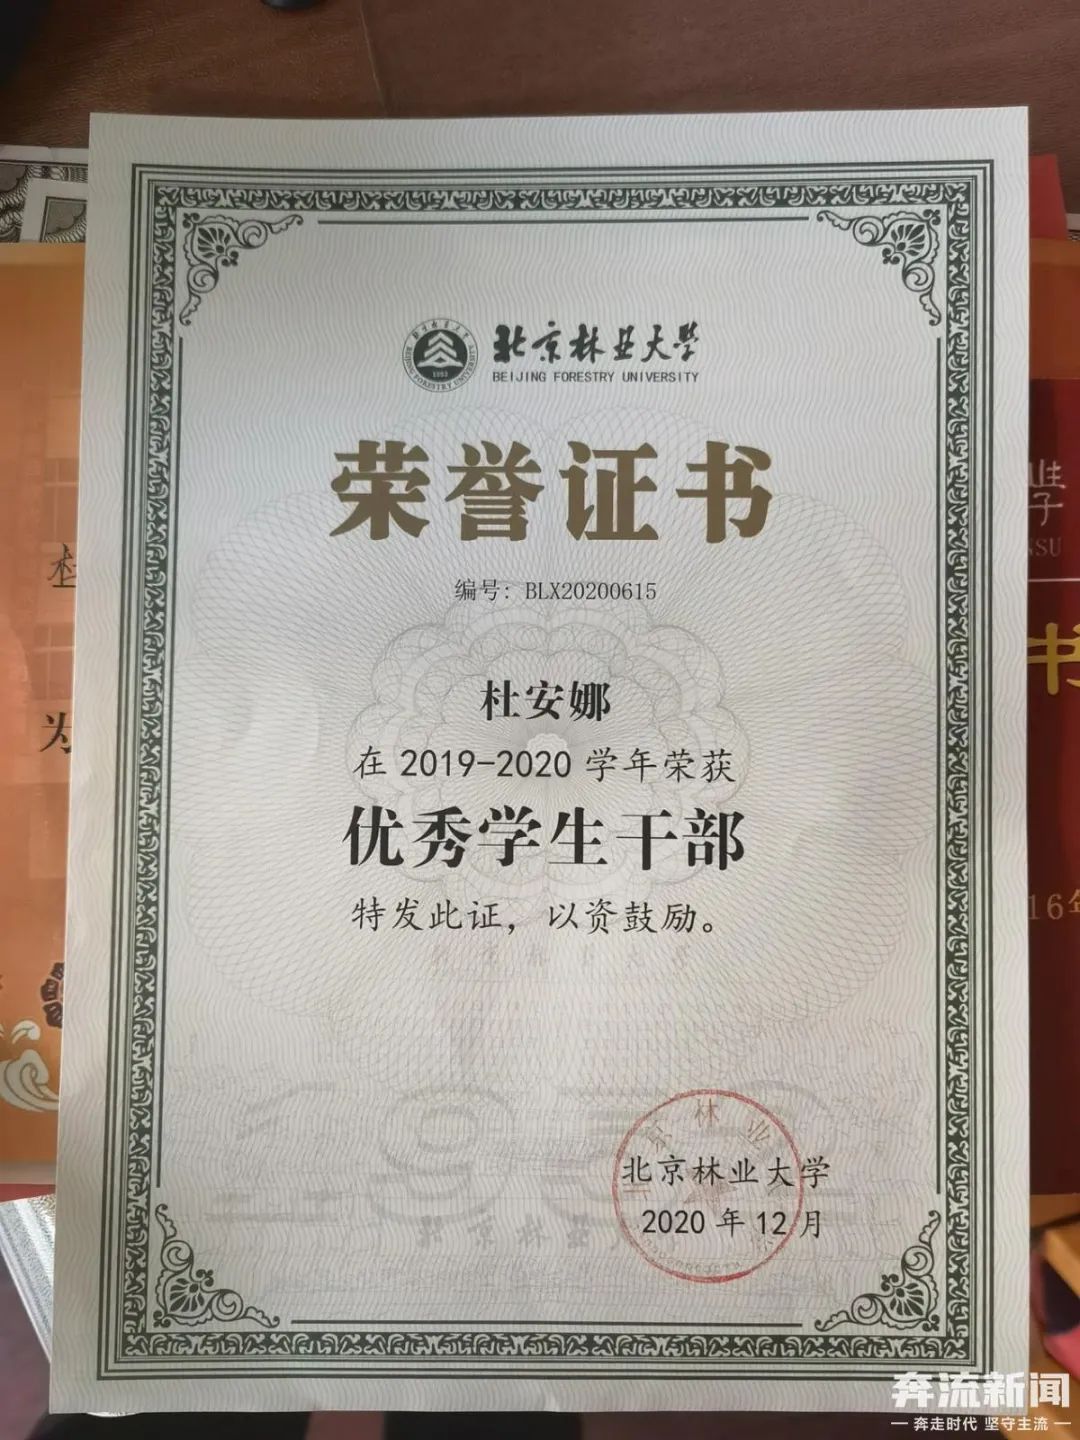 北京林业大学
BEIJING FORESTRY UNIVERSITY
荣誉证书
编号：BLX20200615
杜安娜
在 2019-2020 学年荣获
优秀学生干部
特发此证，以资鼓励。
北京林业大学
2020 年 12 月
NSU
书
为
奔流新闻
奔走时代 坚守主流